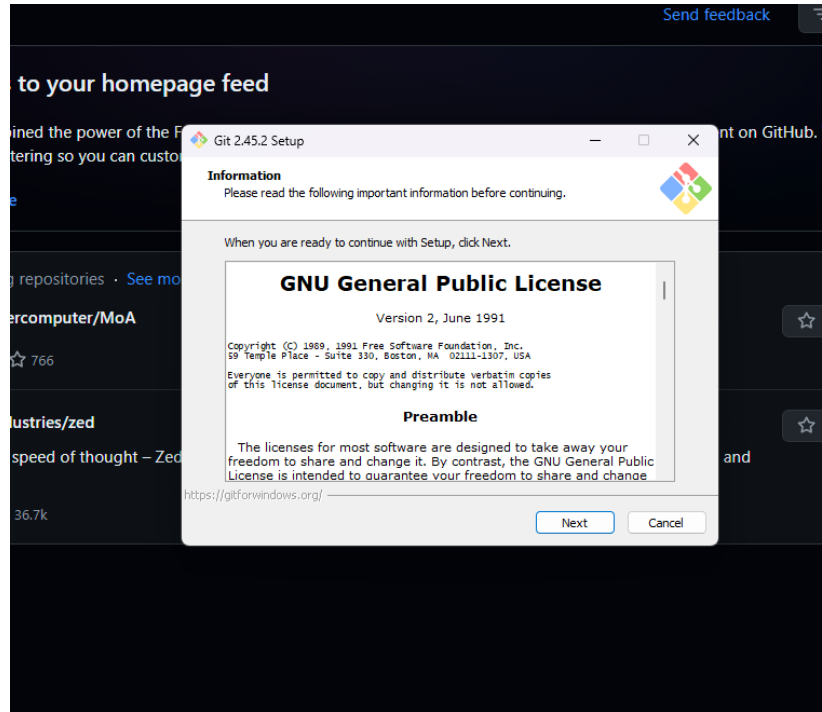 Send feedback
to your homepage feed
ined the power of the F
nt on GitHub.
tering so you can custo
e
Git 2.45.2 Setup
Information
Please read the following important information before continuing.
When you are ready to continue with Setup, click Next.
GNU General Public License
Version 2, June 1991
Copyright (C) 1989, 1991 Free Software Foundation, Inc.
59 Temple Place - Suite 330, Boston, MA 02111-1307, USA
Everyone is permitted to copy and distribute verbatim copies
of this license document, but changing it is not allowed.
Preamble
The licenses for most software are designed to take away your
freedom to share and change it. By contrast, the GNU General Public
License is intended to guarantee your freedom to share and change
https://gitforwindows.org/
Next
Cancel
g repositories · See mo
ercomputer/MoA
766
dustries/zed
speed of thought – Zed
and
36.7k